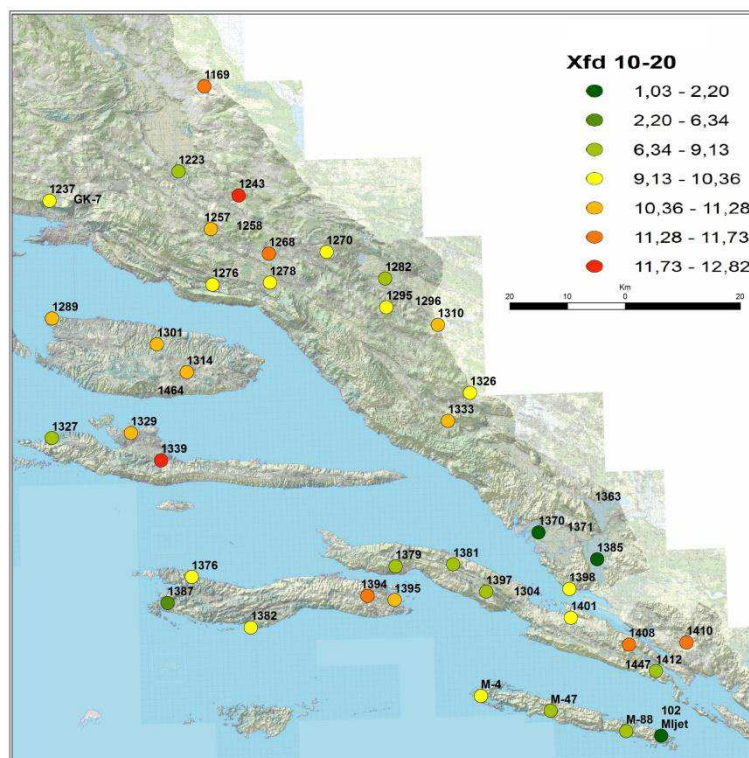 Xfd 10-20
1,03 - 2,20
2,20 - 6,34
6,34 - 9,13
9,13 - 10,36
10,36 - 11,28
11,28 - 11,73
11,73 - 12,82
Km
20 10 0 20
1169
1223
1237
GK-7
1243
1257
1258
1268
1270
1276
1278
1282
1295
1296
1310
1289
1301
1314
1464
1326
1333
1327
1329
1339
1363
1370
1371
1385
1379
1381
1376
1387
1394
1395
1397
1304
1398
1382
1401
1408
1410
1447
1412
M-4
M-47
M-88
102
Mljet